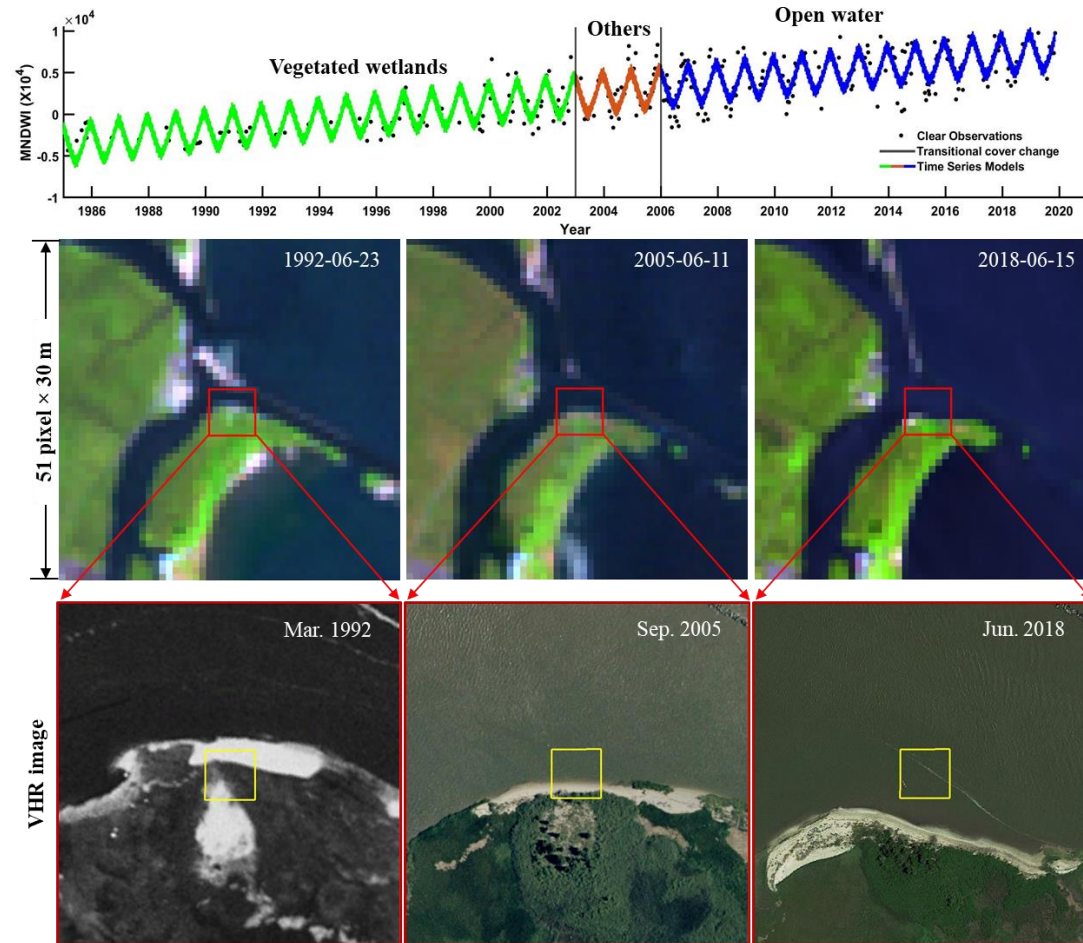 ×10⁴
1
0.5
0
-0.5
-1
MNDWI (X10⁴)
Vegetated wetlands
Others
Open water
Clear Observations
Transitional cover change
Time Series Models
1986 1988 1990 1992 1994 1996 1998 2000 2002 2004 2006 2008 2010 2012 2014 2016 2018 2020
Year
51 pixel × 30 m
1992-06-23
2005-06-11
2018-06-15
VHR image
Mar. 1992
Sep. 2005
Jun. 2018